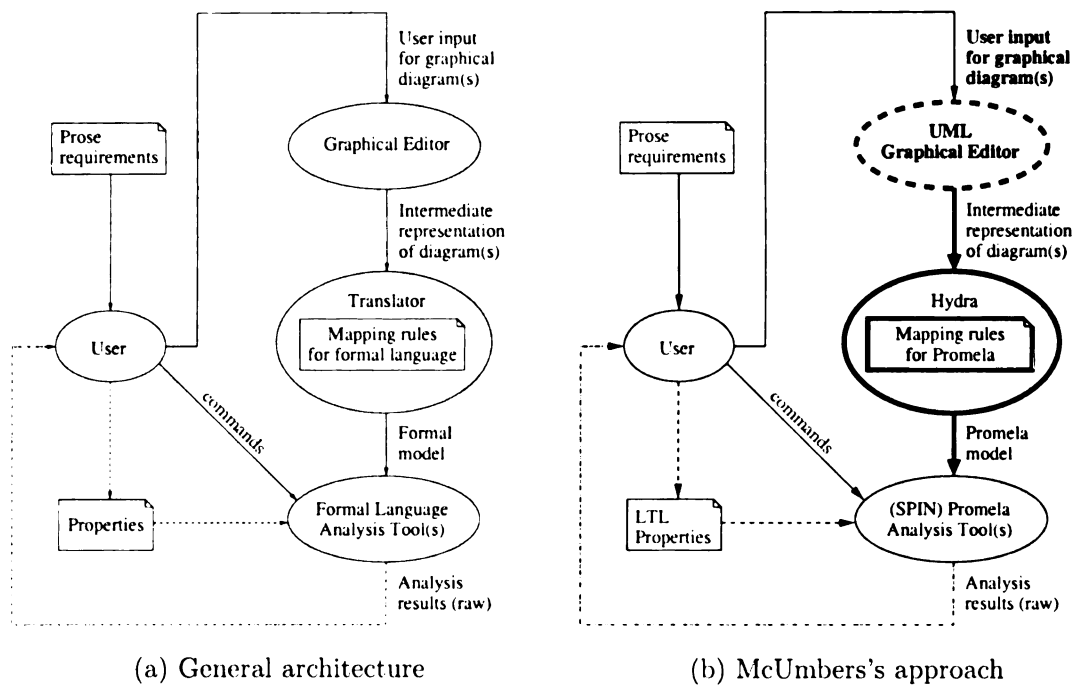 User input
for graphical
diagram(s)
Prose
requirements
Graphical Editor
Intermediate
representation
of diagram(s)
Translator
Mapping rules
for formal language
User
commands
Formal
model
Properties
Formal Language
Analysis Tool(s)
Analysis
results (raw)
(a) General architecture
User input
for graphical
diagram(s)
Prose
requirements
UML
Graphical Editor
Intermediate
representation
of diagram(s)
Hydra
Mapping rules
for Promela
User
commands
Promela
model
LTL
Properties
(SPIN) Promela
Analysis Tool(s)
Analysis
results (raw)
(b) McUmbers's approach